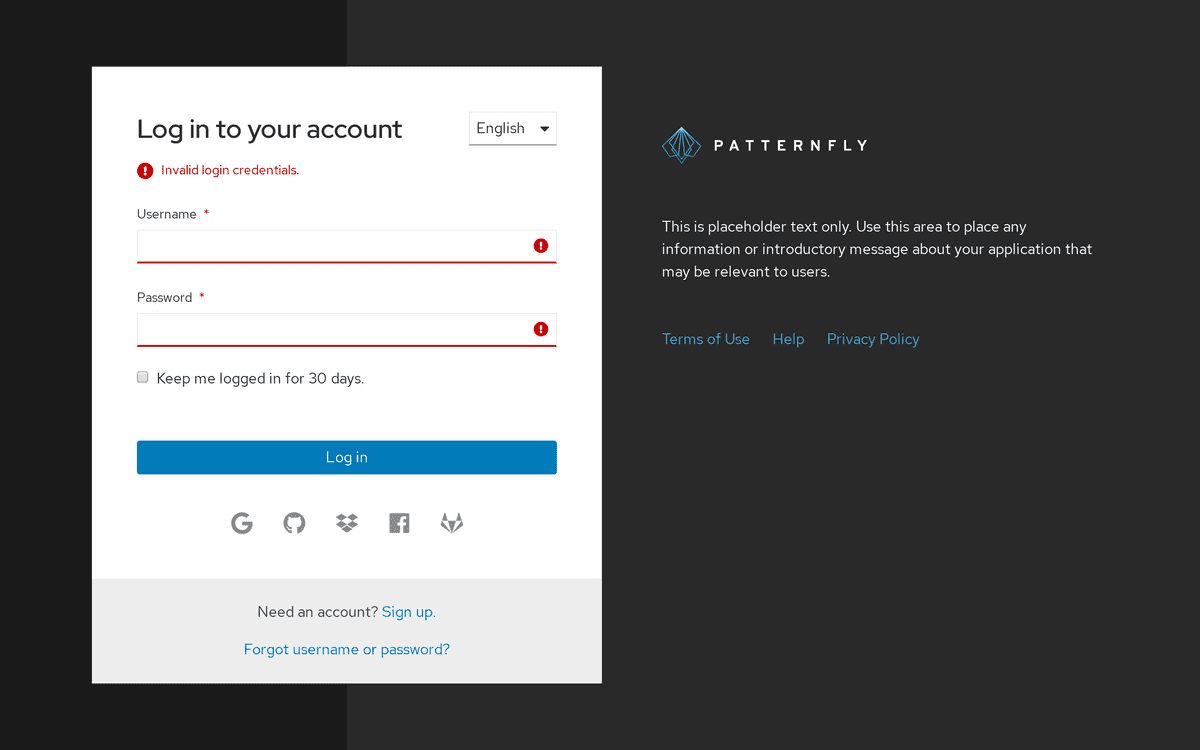 Log in to your account
English
Invalid login credentials.
Username *
Password *
Keep me logged in for 30 days.
Log in
Need an account? Sign up.
Forgot username or password?
PATTERNFLY
This is placeholder text only. Use this area to place any
information or introductory message about your application that
may be relevant to users.
Terms of Use Help Privacy Policy